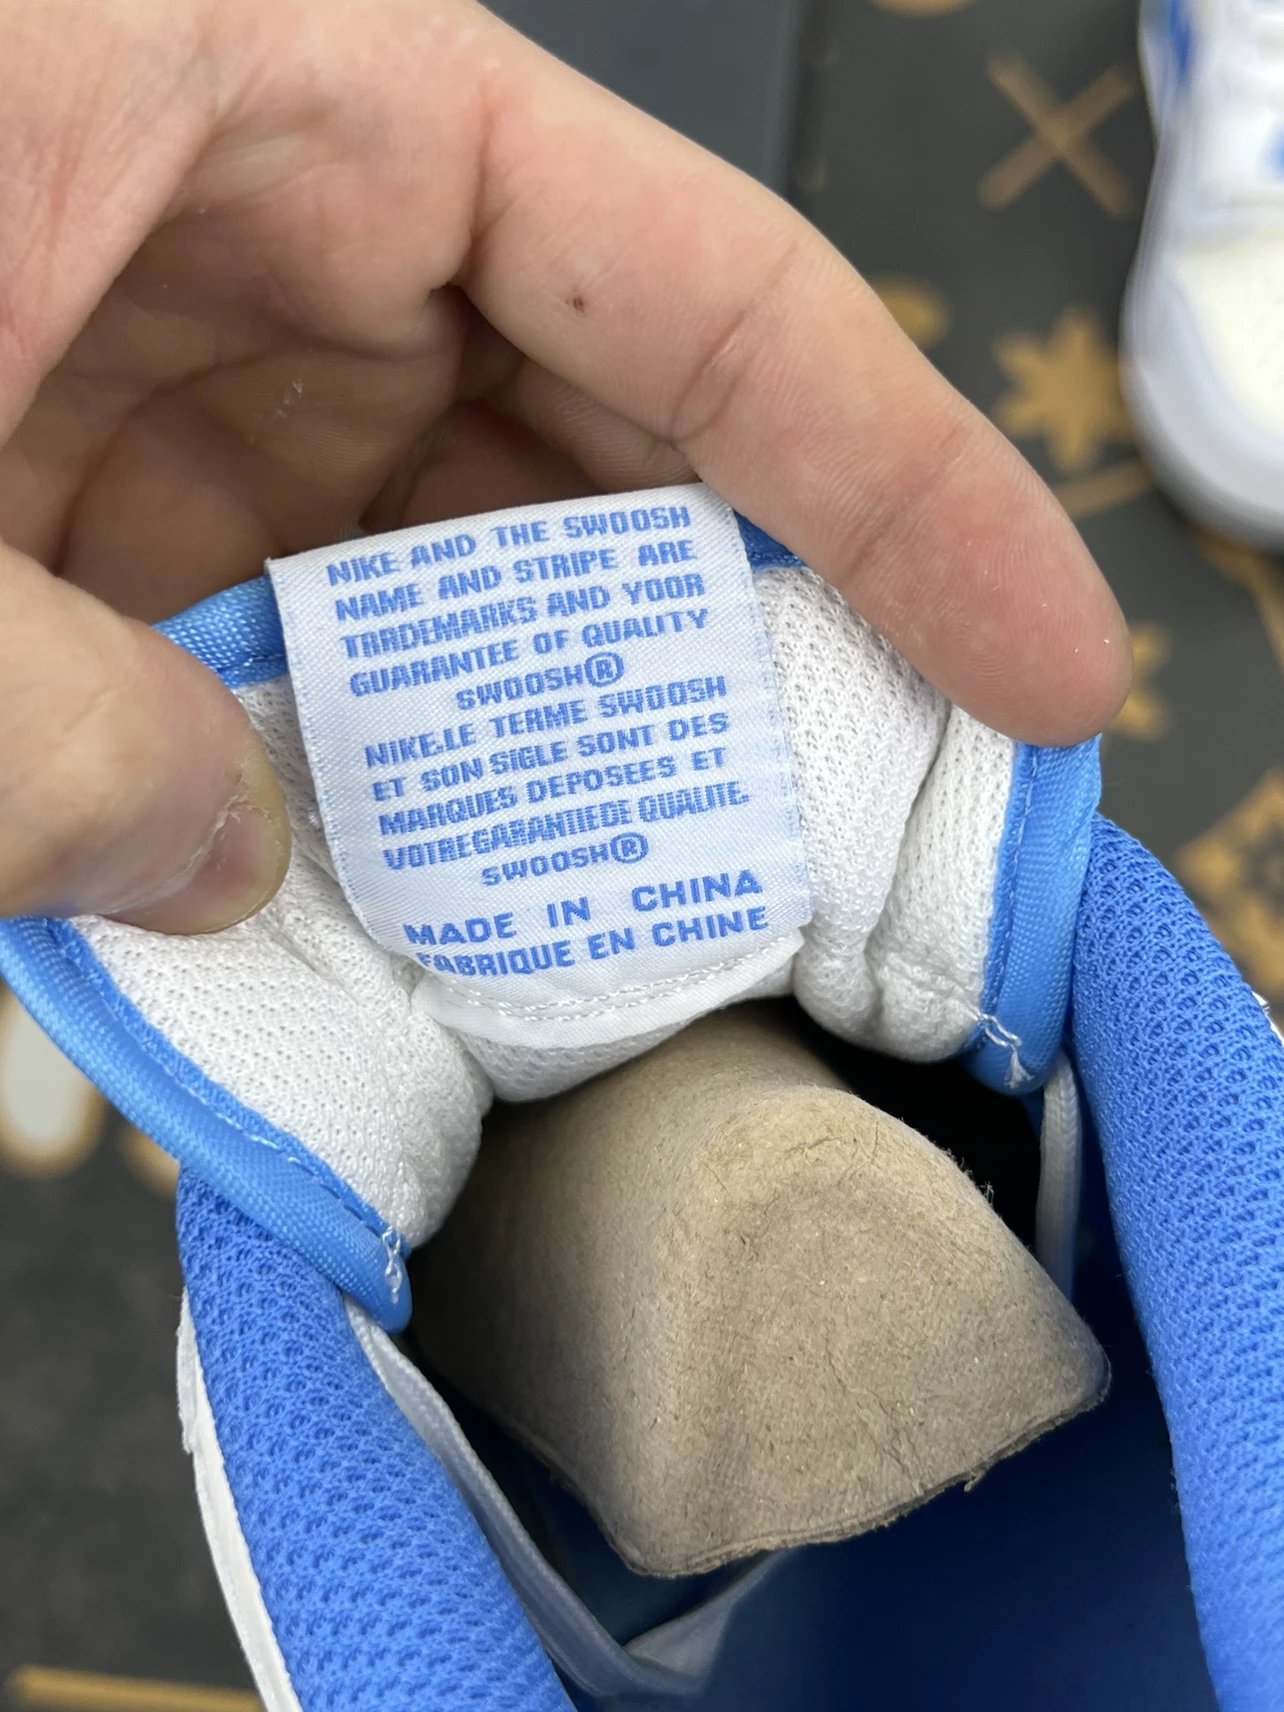 NIKE AND THE SWOOSH
NAME AND STRIPE ARE
TRRDEMARKS AND YOOR
GUARANTEE OF QUALITY
SWOOSH®
NIKE.LE TERME SWOOSH
ET SON SIGLE SONT DES
MARQUES DEPOSEES ET
VOTREGARANTIEDE QUALITE.
SWOOSH®
MADE IN CHINA
FABRIQUE EN CHINE